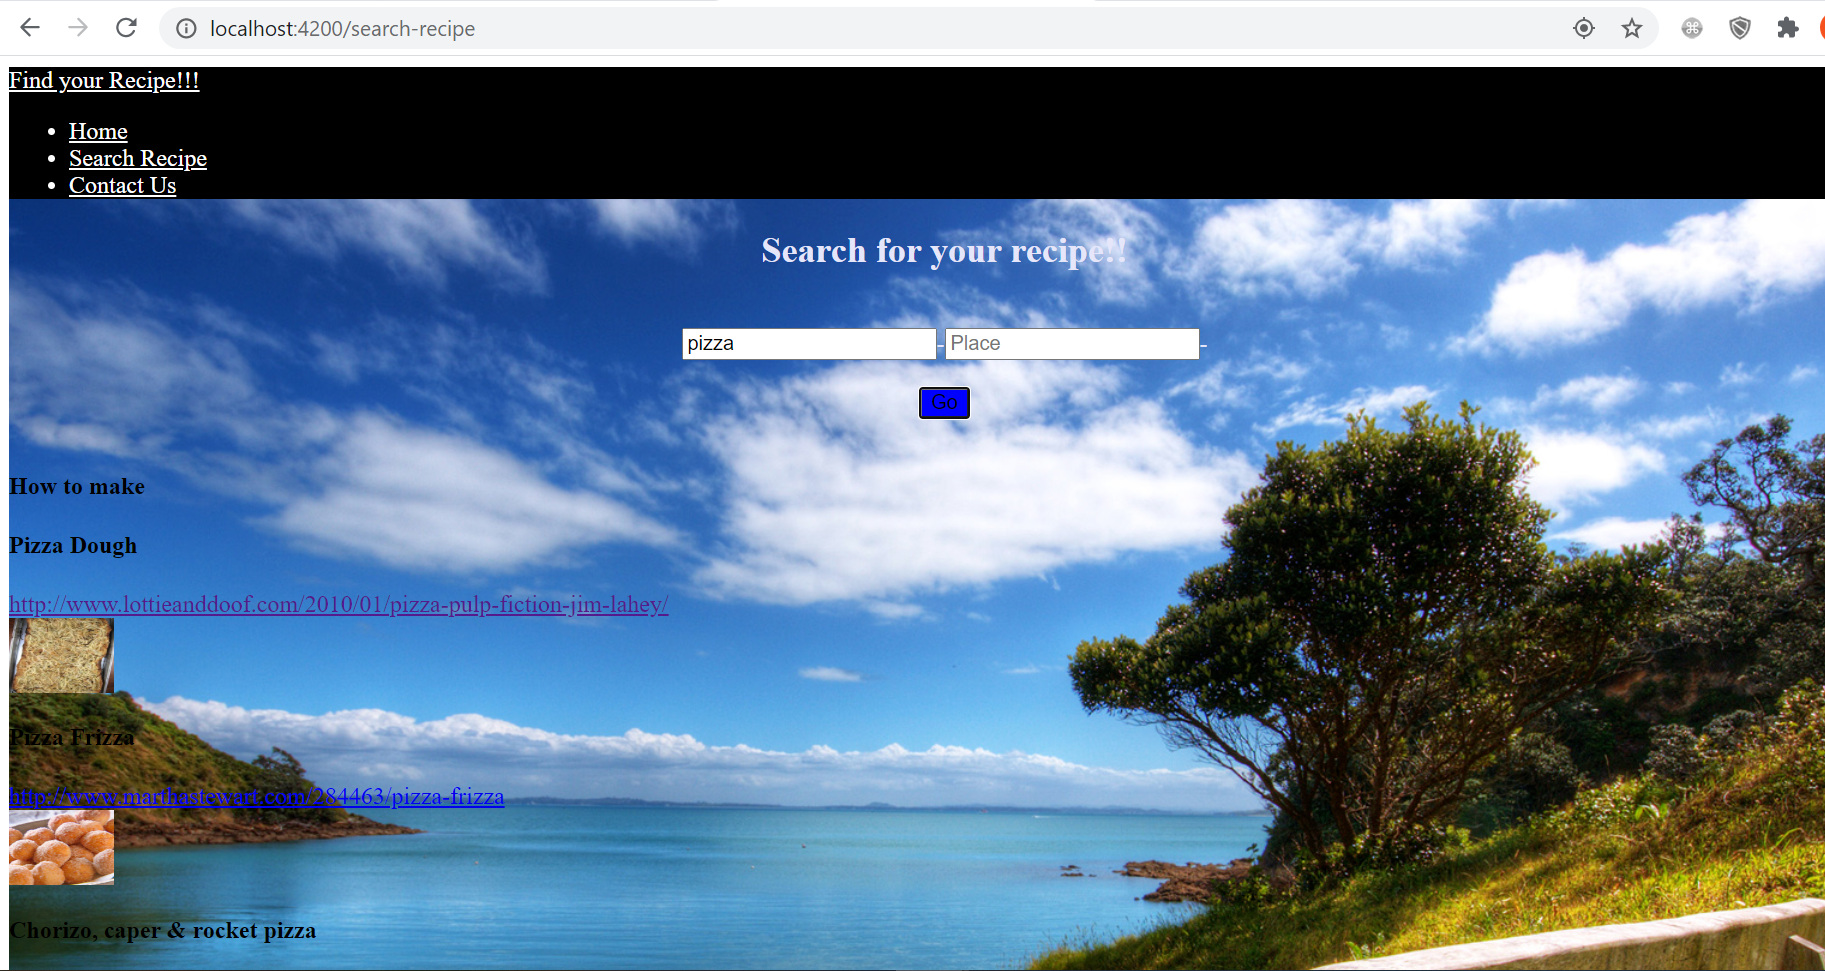 localhost:4200/search-recipe
Find your Recipe!!!
Home
Search Recipe
Contact Us
Search for your recipe!!
pizza - Place -
Go
How to make
Pizza Dough
http://www.lottieanddoof.com/2010/01/pizza-pulp-fiction-jim-lahey/
Pizza Frizza
http://www.marthastewart.com/284463/pizza-frizza
Chorizo, caper & rocket pizza